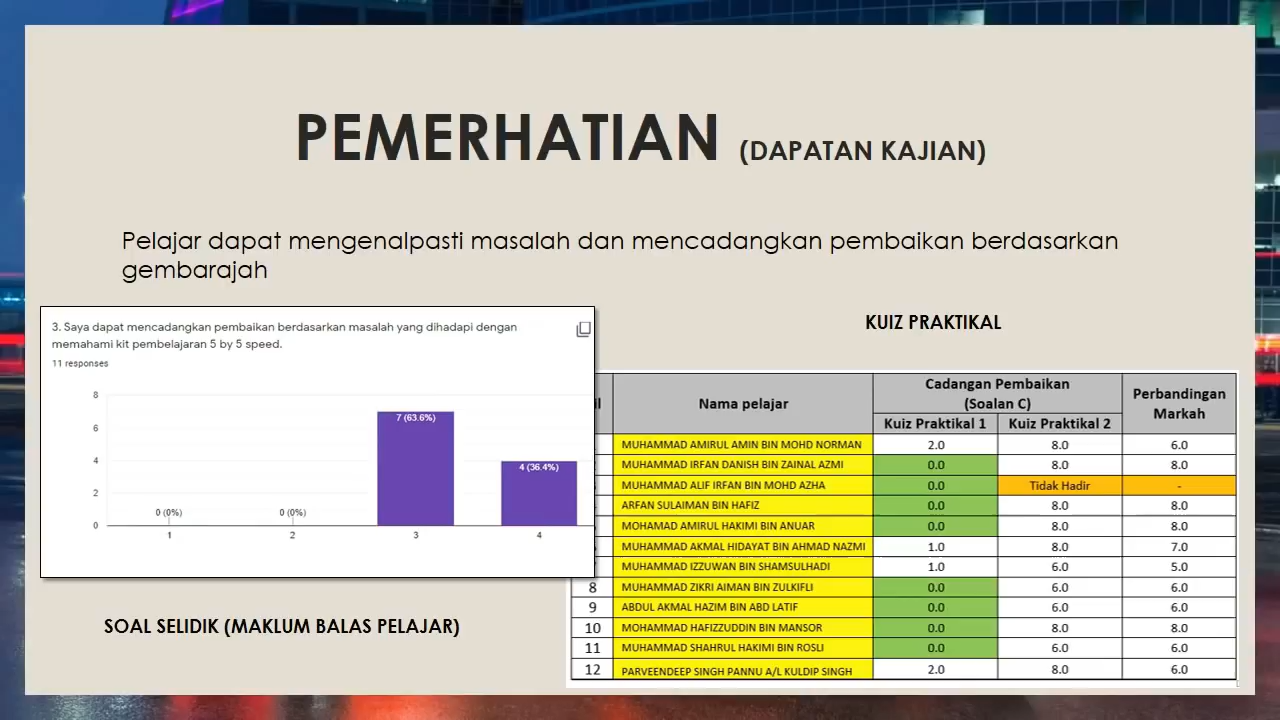 PEMERHATIAN (DAPATAN KAJIAN)
Pelajar dapat mengenalpasti masalah dan mencadangkan pembaikan berdasarkan
gembarajah
3. Saya dapat mencadangkan pembaikan berdasarkan masalah yang dihadapi dengan
memahami kit pembelajaran 5 by 5 speed.
11 responses
8
6
4
2
0
0 (0%)
0 (0%)
7 (63.6%)
4 (36.4%)
1 2 3 4
SOAL SELIDIK (MAKLUM BALAS PELAJAR)
KUIZ PRAKTIKAL
Nama pelajar
Cadangan Pembaikan
(Soalan C)
Perbandingan
Markah
Kuiz Praktikal 1 Kuiz Praktikal 2
MUHAMMAD AMIRUL AMIN BIN MOHD NORMAN 2.0 8.0 6.0
MUHAMMAD IRFAN DANISH BIN ZAINAL AZMI 0.0 8.0 8.0
MUHAMMAD ALIF IRFAN BIN MOHD AZHA 0.0 Tidak Hadir -
ARFAN SULAIMAN BIN HAFIZ 0.0 8.0 8.0
MOHAMAD AMIRUL HAKIMI BIN ANUAR 0.0 8.0 8.0
MUHAMMAD AKMAL HIDAYAT BIN AHMAD NAZMI 1.0 8.0 7.0
MUHAMMAD IZZUWAN BIN SHAMSULHADI 1.0 6.0 5.0
8 MUHAMMAD ZIKRI AIMAN BIN ZULKIFLI 0.0 6.0 6.0
9 ABDUL AKMAL HAZIM BIN ABD LATIF 0.0 6.0 6.0
10 MOHAMMAD HAFIZZUDDIN BIN MANSOR 0.0 8.0 8.0
11 MUHAMMAD SHAHRUL HAKIMI BIN ROSLI 0.0 6.0 6.0
12 PARVEENDEEP SINGH PANNU A/L KULDIP SINGH 2.0 8.0 6.0